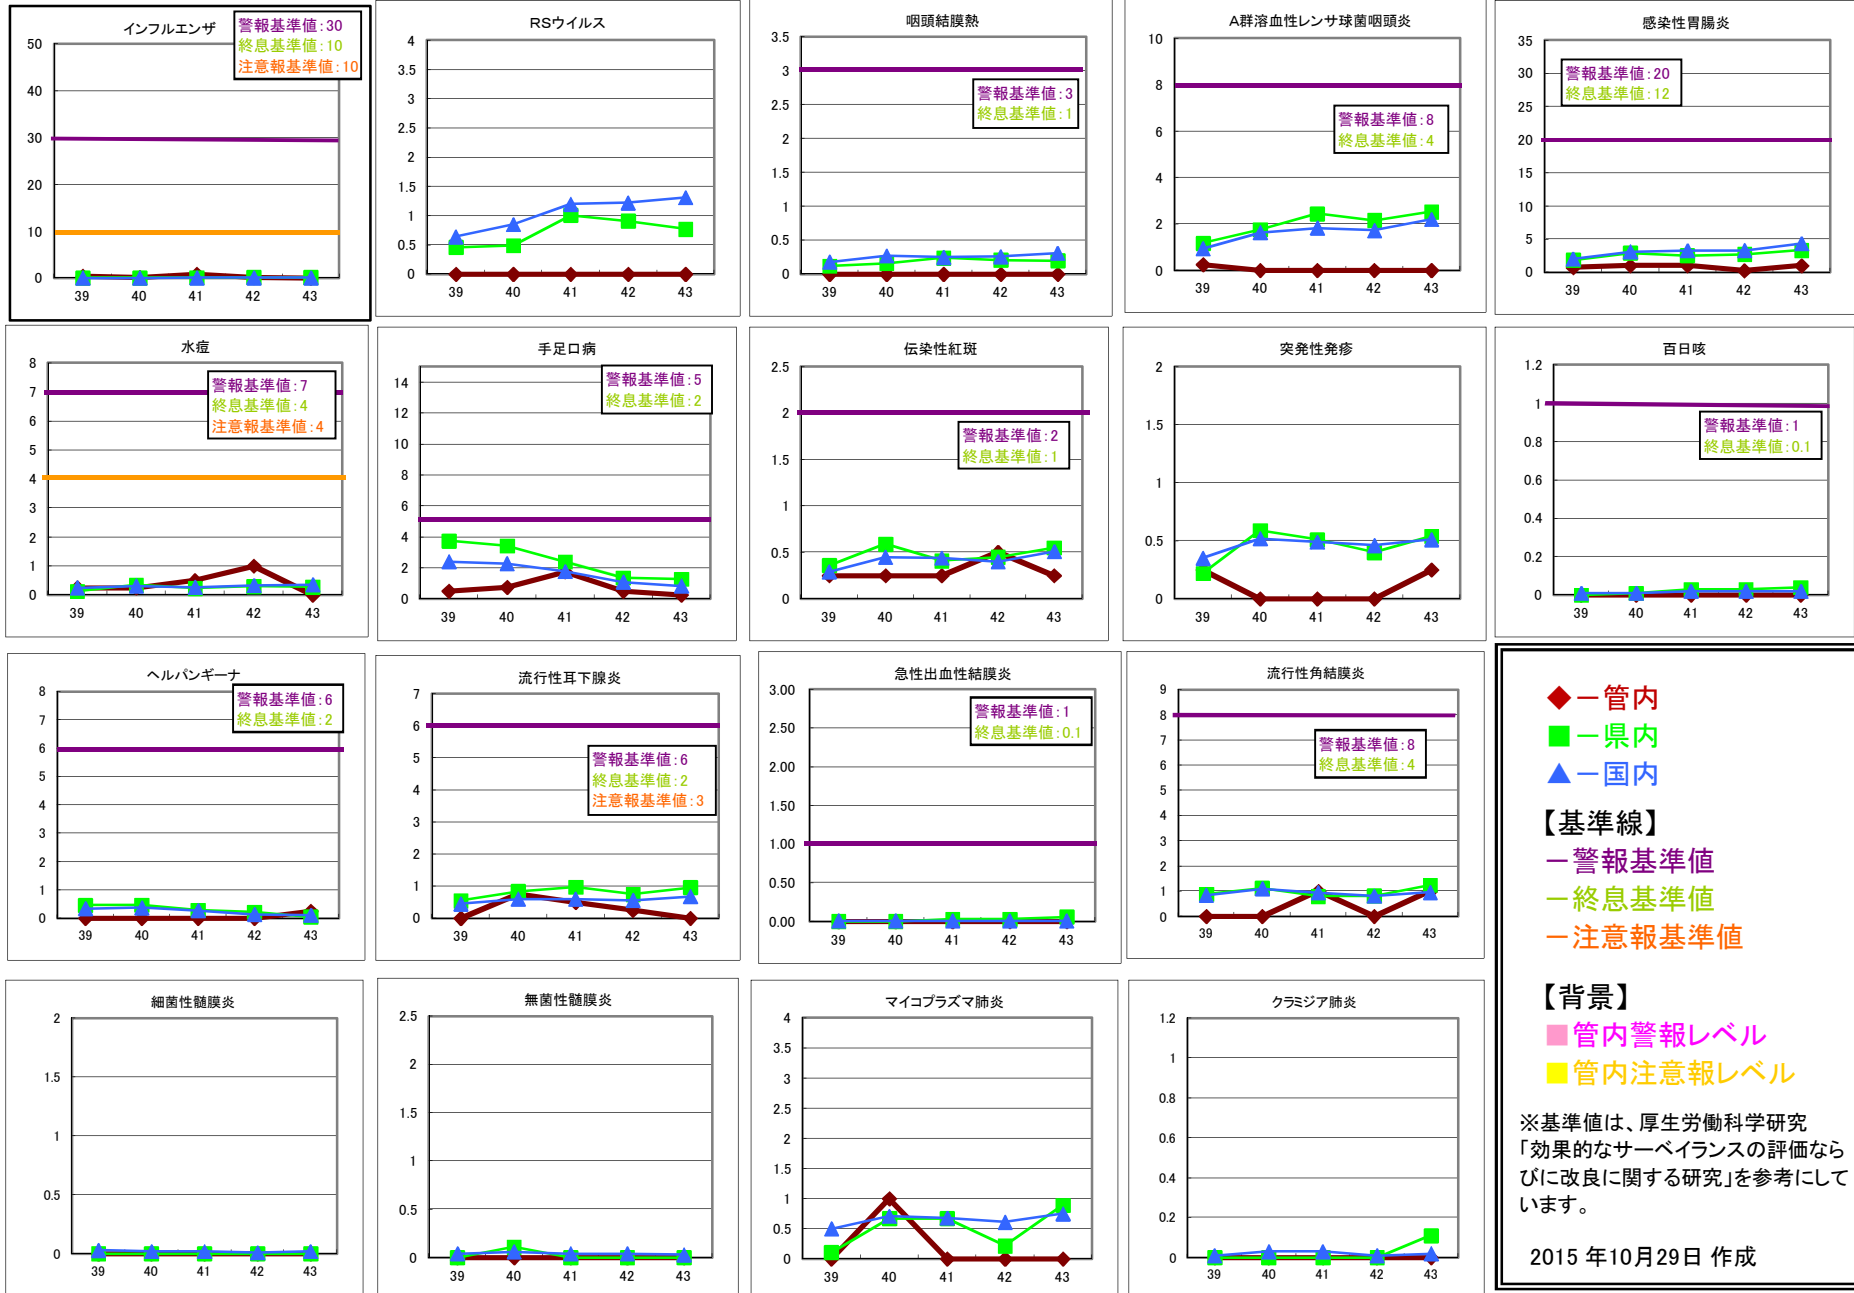 インフルエンザ
警報基準値:30
終息基準値:10
注意報基準値:10
50
40
30
20
10
0
39 40 41 42 43
RSウイルス
4
3.5
3
2.5
2
1.5
1
0.5
0
39 40 41 42 43
咽頭結膜熱
警報基準値:3
終息基準値:1
3.5
3
2.5
2
1.5
1
0.5
0
39 40 41 42 43
A群溶血性レンサ球菌咽頭炎
警報基準値:8
終息基準値:4
10
8
6
4
2
0
39 40 41 42 43
感染性胃腸炎
警報基準値:20
終息基準値:12
35
30
25
20
15
10
5
0
39 40 41 42 43
水痘
警報基準値:7
終息基準値:4
注意報基準値:4
8
7
6
5
4
3
2
1
0
39 40 41 42 43
手足口病
警報基準値:5
終息基準値:2
14
12
10
8
6
4
2
0
39 40 41 42 43
伝染性紅斑
警報基準値:2
終息基準値:1
2.5
2
1.5
1
0.5
0
39 40 41 42 43
突発性発疹
2
1.5
1
0.5
0
39 40 41 42 43
百日咳
警報基準値:1
終息基準値:0.1
1.2
1
0.8
0.6
0.4
0.2
0
39 40 41 42 43
ヘルパンギーナ
警報基準値:6
終息基準値:2
8
7
6
5
4
3
2
1
0
39 40 41 42 43
流行性耳下腺炎
警報基準値:6
終息基準値:2
注意報基準値:3
7
6
5
4
3
2
1
0
39 40 41 42 43
急性出血性結膜炎
警報基準値:1
終息基準値:0.1
3.00
2.50
2.00
1.50
1.00
0.50
0.00
39 40 41 42 43
流行性角結膜炎
警報基準値:8
終息基準値:4
9
8
7
6
5
4
3
2
1
0
39 40 41 42 43
細菌性髄膜炎
2
1.5
1
0.5
0
39 40 41 42 43
無菌性髄膜炎
2.5
2
1.5
1
0.5
0
39 40 41 42 43
マイコプラズマ肺炎
4
3.5
3
2.5
2
1.5
1
0.5
0
39 40 41 42 43
クラミジア肺炎
1.2
1
0.8
0.6
0.4
0.2
0
39 40 41 42 43
◆ー管内
■ー県内
▲ー国内
【基準線】
ー警報基準値
ー終息基準値
ー注意報基準値
【背景】
■管内警報レベル
■管内注意報レベル
※基準値は、厚生労働科学研究
「効果的なサーベイランスの評価なら
びに改良に関する研究」を参考にして
います。
2015 年10月29日 作成